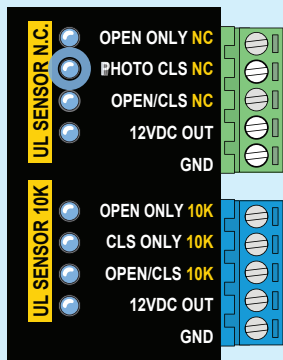 UL SENSOR N.C.
OPEN ONLY NC
PHOTO CLS NC
OPEN/CLS NC
12VDC OUT
GND
UL SENSOR 10K
OPEN ONLY 10K
CLS ONLY 10K
OPEN/CLS 10K
12VDC OUT
GND